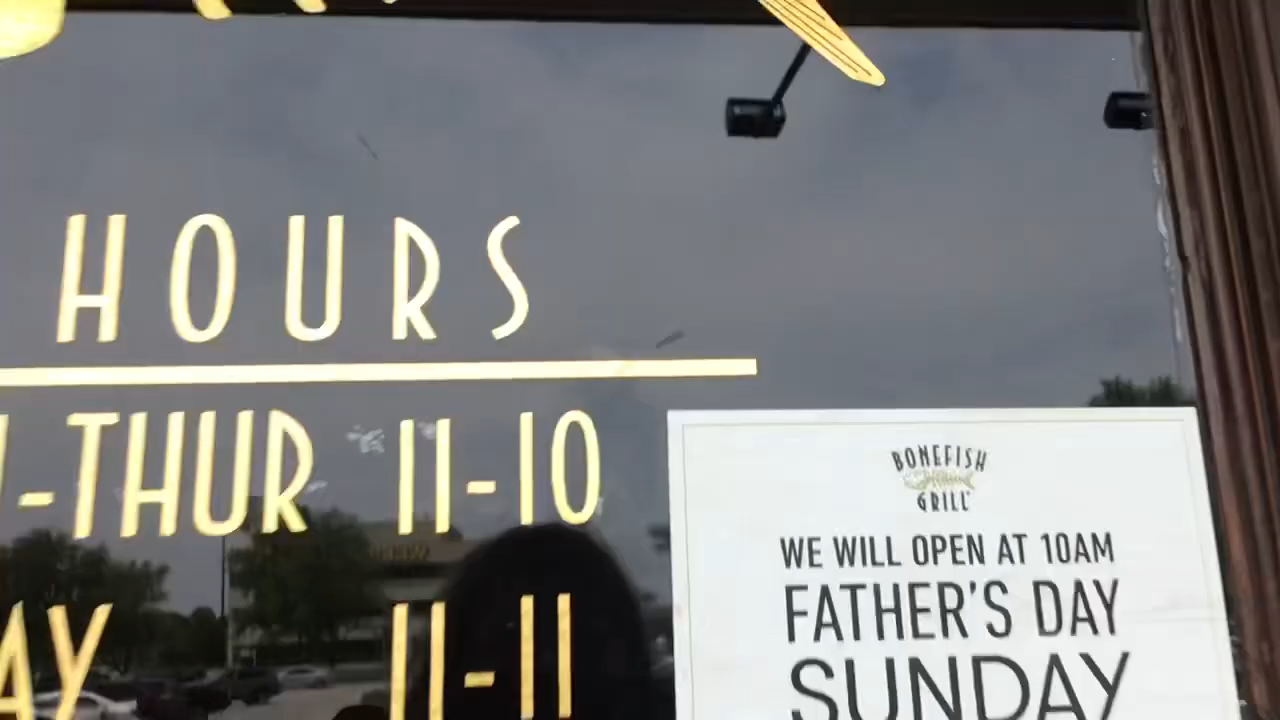 HOURS
-THUR 11-10
AY 11-11
BONEFISH
GRILL
WE WILL OPEN AT 10AM
FATHER'S DAY
SUNDAY